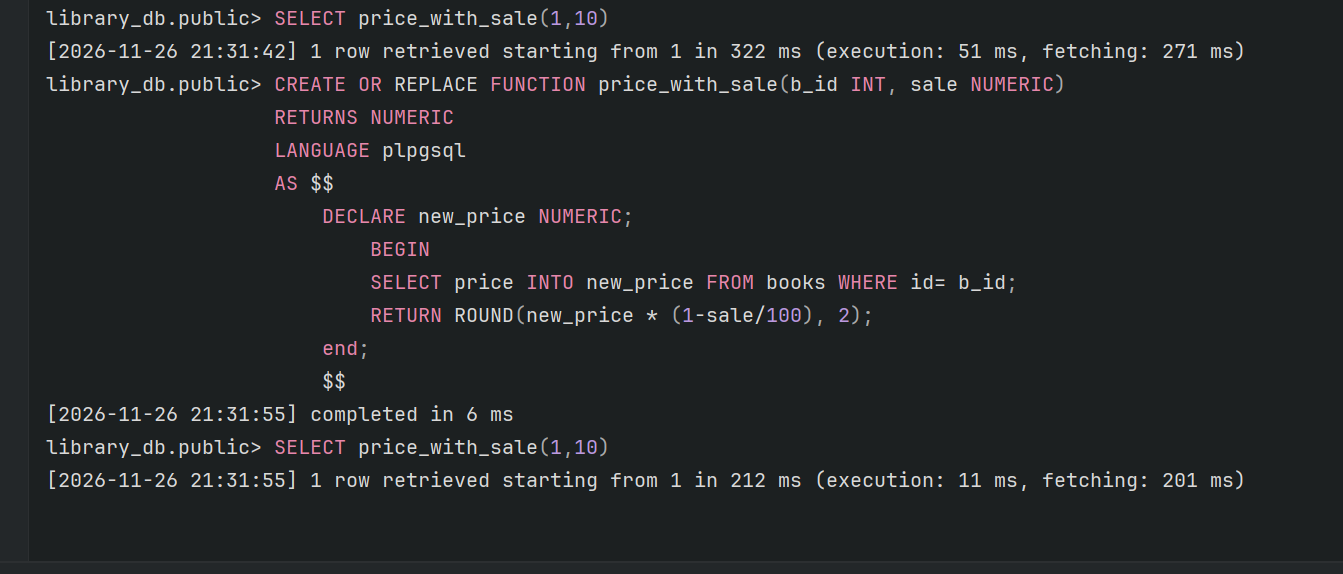 library_db.public> SELECT price_with_sale(1,10)
[2026-11-26 21:31:42] 1 row retrieved starting from 1 in 322 ms (execution: 51 ms, fetching: 271 ms)
library_db.public> CREATE OR REPLACE FUNCTION price_with_sale(b_id INT, sale NUMERIC)
RETURNS NUMERIC
LANGUAGE plpgsql
AS $$
DECLARE new_price NUMERIC;
BEGIN
SELECT price INTO new_price FROM books WHERE id= b_id;
RETURN ROUND(new_price * (1-sale/100), 2);
end;
$$
[2026-11-26 21:31:55] completed in 6 ms
library_db.public> SELECT price_with_sale(1,10)
[2026-11-26 21:31:55] 1 row retrieved starting from 1 in 212 ms (execution: 11 ms, fetching: 201 ms)